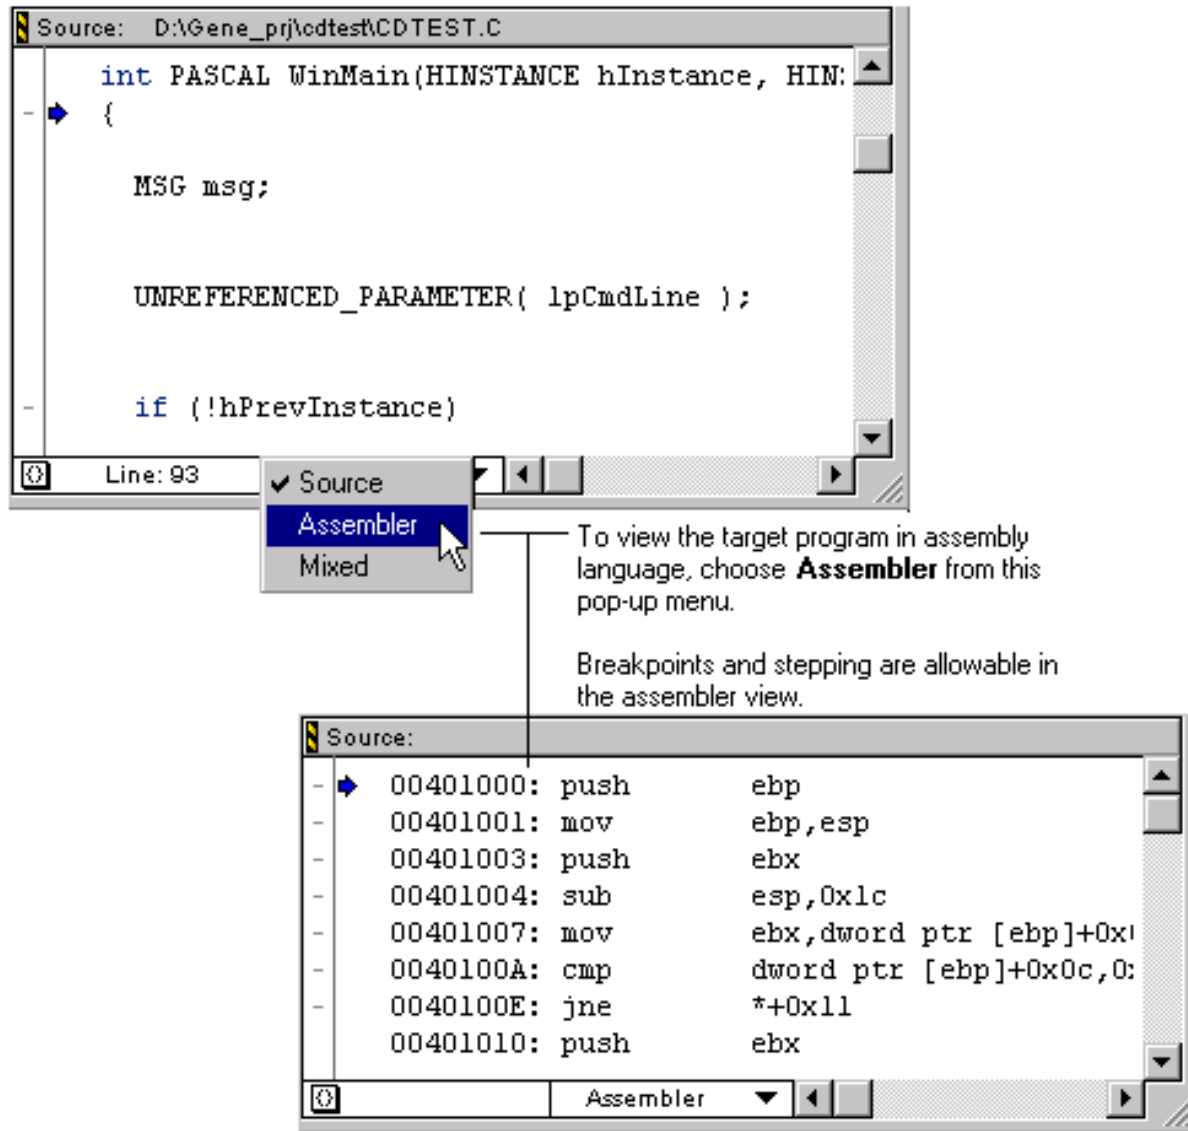 Source: D:\Gene_prj\cdtest\CDTEST.C
int PASCAL WinMain(HINSTANCE hInstance, HIN
{
MSG msg;
UNREFERENCED_PARAMETER( lpCmdLine );
if (!hPrevInstance)
Line: 93
Source
Assembler
Mixed
To view the target program in assembly
language, choose Assembler from this
pop-up menu.
Breakpoints and stepping are allowable in
the assembler view.
Source:
00401000: push ebp
00401001: mov ebp,esp
00401003: push ebx
00401004: sub esp,0x1c
00401007: mov ebx,dword ptr [ebp]+0x
0040100A: cmp dword ptr [ebp]+0x0c,0
0040100E: jne *+0x11
00401010: push ebx
Assembler